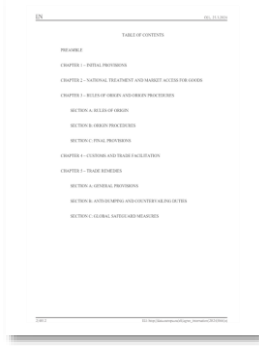 EN
TABLE OF CONTENTS
PREAMBLE
CHAPTER 1 – INITIAL PROVISIONS
CHAPTER 2 – NATIONAL TREATMENT AND MARKET ACCESS FOR GOODS
CHAPTER 3 – RULES OF ORIGIN AND ORIGIN PROCEDURES
SECTION A: RULES OF ORIGIN
SECTION B: ORIGIN PROCEDURES
SECTION C: FINAL PROVISIONS
CHAPTER 4 – CUSTOMS AND TRADE FACILITATION
CHAPTER 5 – TRADE REMEDIES
SECTION A: GENERAL PROVISIONS
SECTION B: ANTI-DUMPING AND COUNTERVAILING DUTIES
SECTION C: GLOBAL SAFEGUARD MEASURES